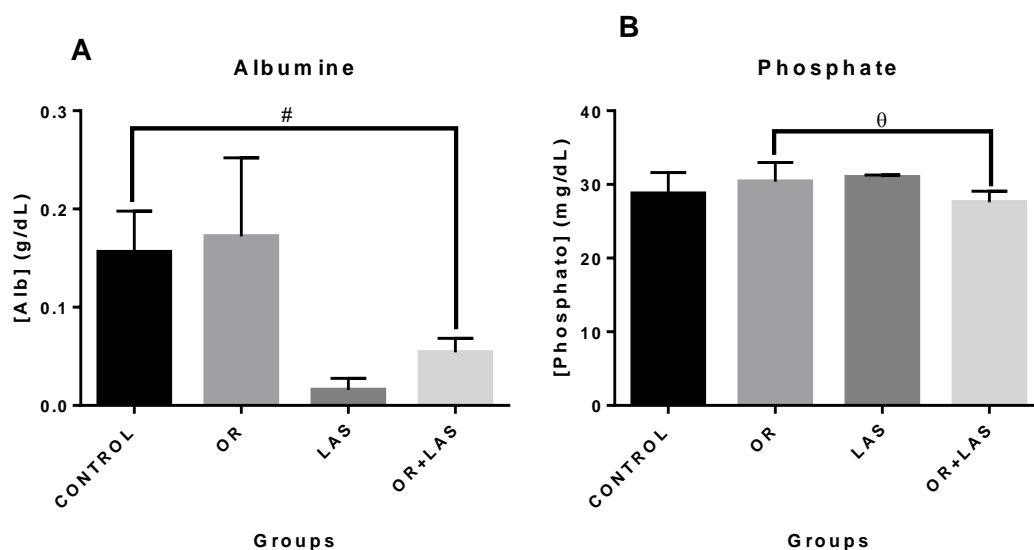 A
Albumine
#
[Alb] (g/dL)
0.3
0.2
0.1
0.0
CONTROL
OR
LAS
OR+LAS
Groups
B
Phosphate
θ
[Phosphato] (mg/dL)
40
30
20
10
0
CONTROL
OR
LAS
OR+LAS
Groups